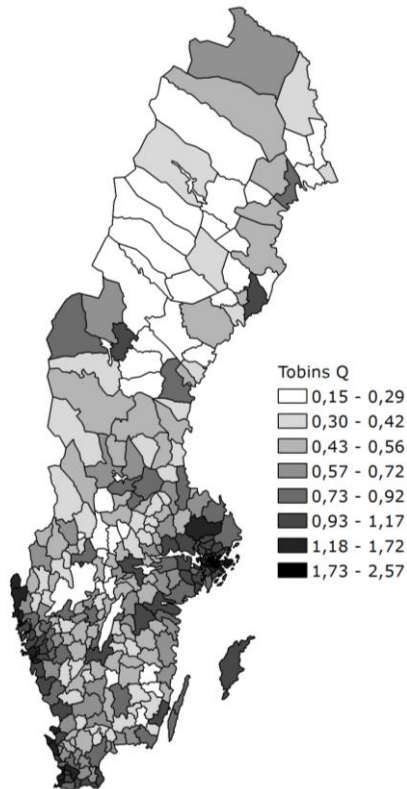 Tobins Q
0,15 - 0,29
0,30 - 0,42
0,43 - 0,56
0,57 - 0,72
0,73 - 0,92
0,93 - 1,17
1,18 - 1,72
1,73 - 2,57